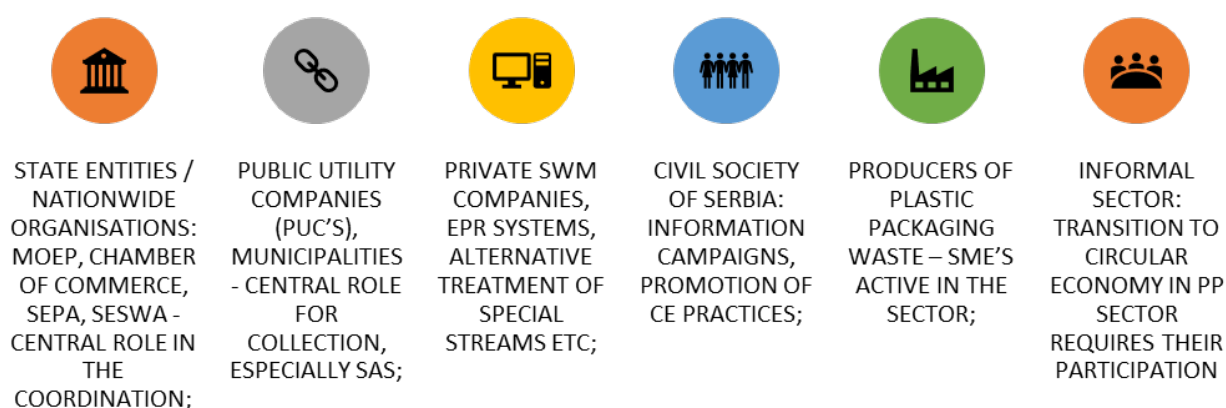 STATE ENTITIES /
NATIONWIDE
ORGANISATIONS:
MOEP, CHAMBER
OF COMMERCE,
SEPA, SESWA -
CENTRAL ROLE IN
THE
COORDINATION;
PUBLIC UTILITY
COMPANIES
(PUC'S),
MUNICIPALITIES
- CENTRAL ROLE
FOR
COLLECTION,
ESPECIALLY SAS;
PRIVATE SWM
COMPANIES,
EPR SYSTEMS,
ALTERNATIVE
TREATMENT OF
SPECIAL
STREAMS ETC;
CIVIL SOCIETY
OF SERBIA:
INFORMATION
CAMPAIGNS,
PROMOTION OF
CE PRACTICES;
PRODUCERS OF
PLASTIC
PACKAGING
WASTE – SME'S
ACTIVE IN THE
SECTOR;
INFORMAL
SECTOR:
TRANSITION TO
CIRCULAR
ECONOMY IN PP
SECTOR
REQUIRES THEIR
PARTICIPATION